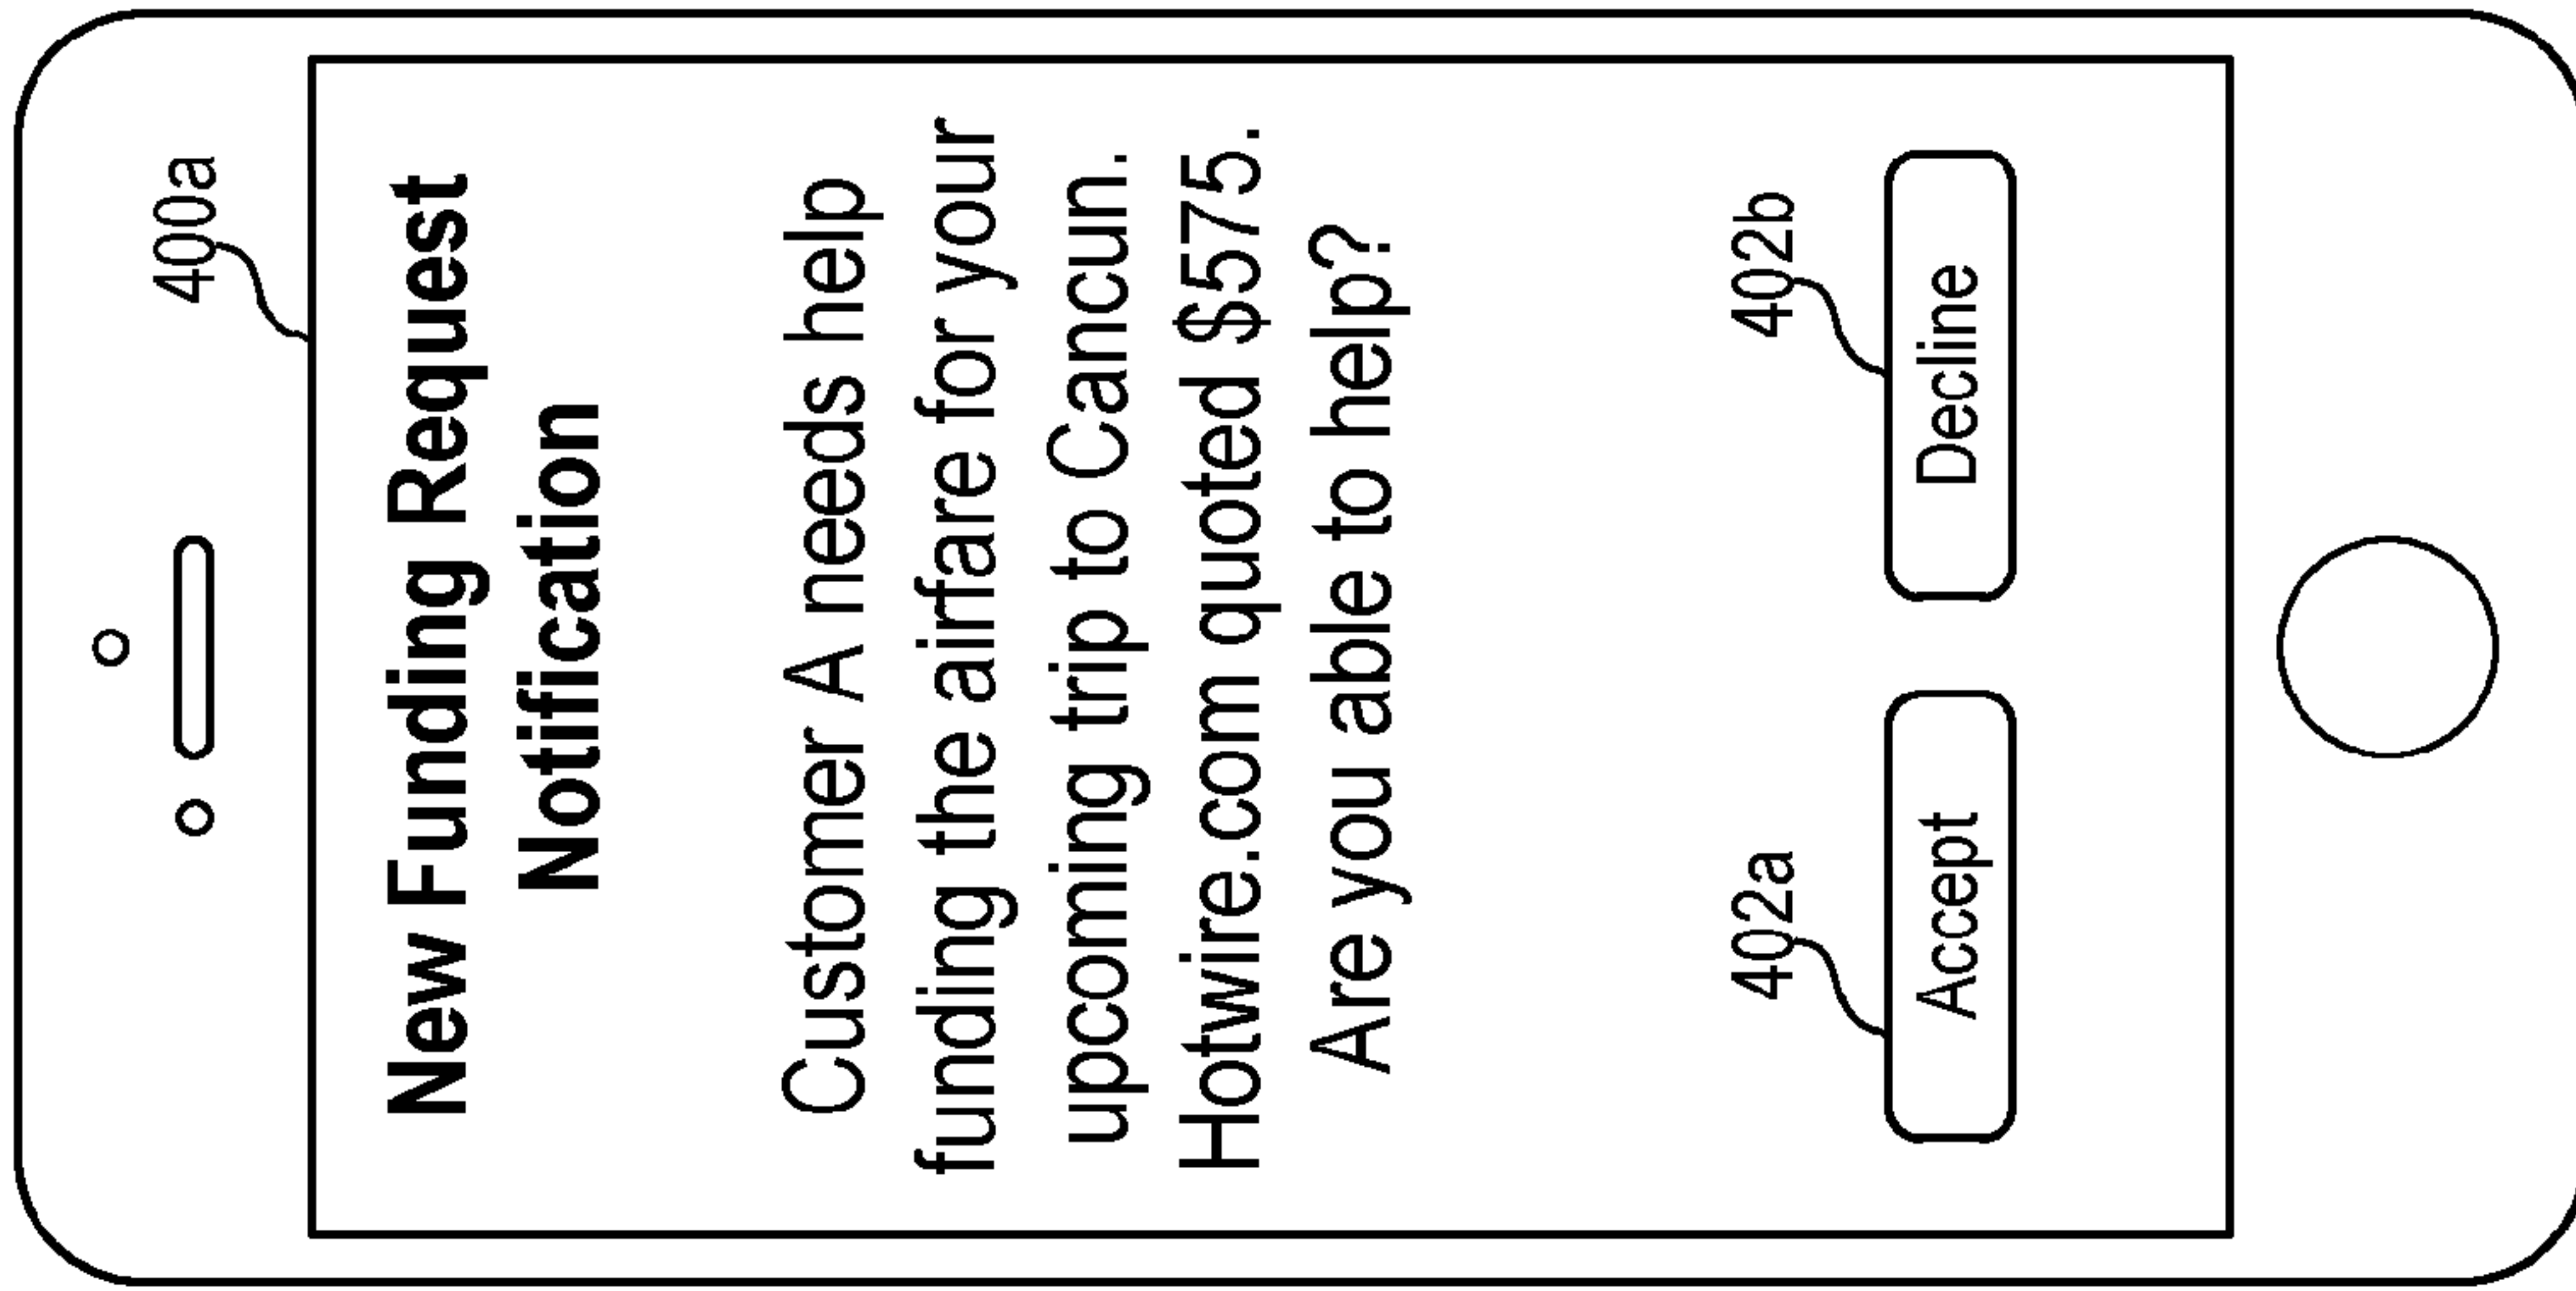 400a
New Funding Request
Notification
Customer A needs help
funding the airfare for your
upcoming trip to Cancun.
Hotwire.com quoted $575.
Are you able to help?
402a
402b
Accept
Decline